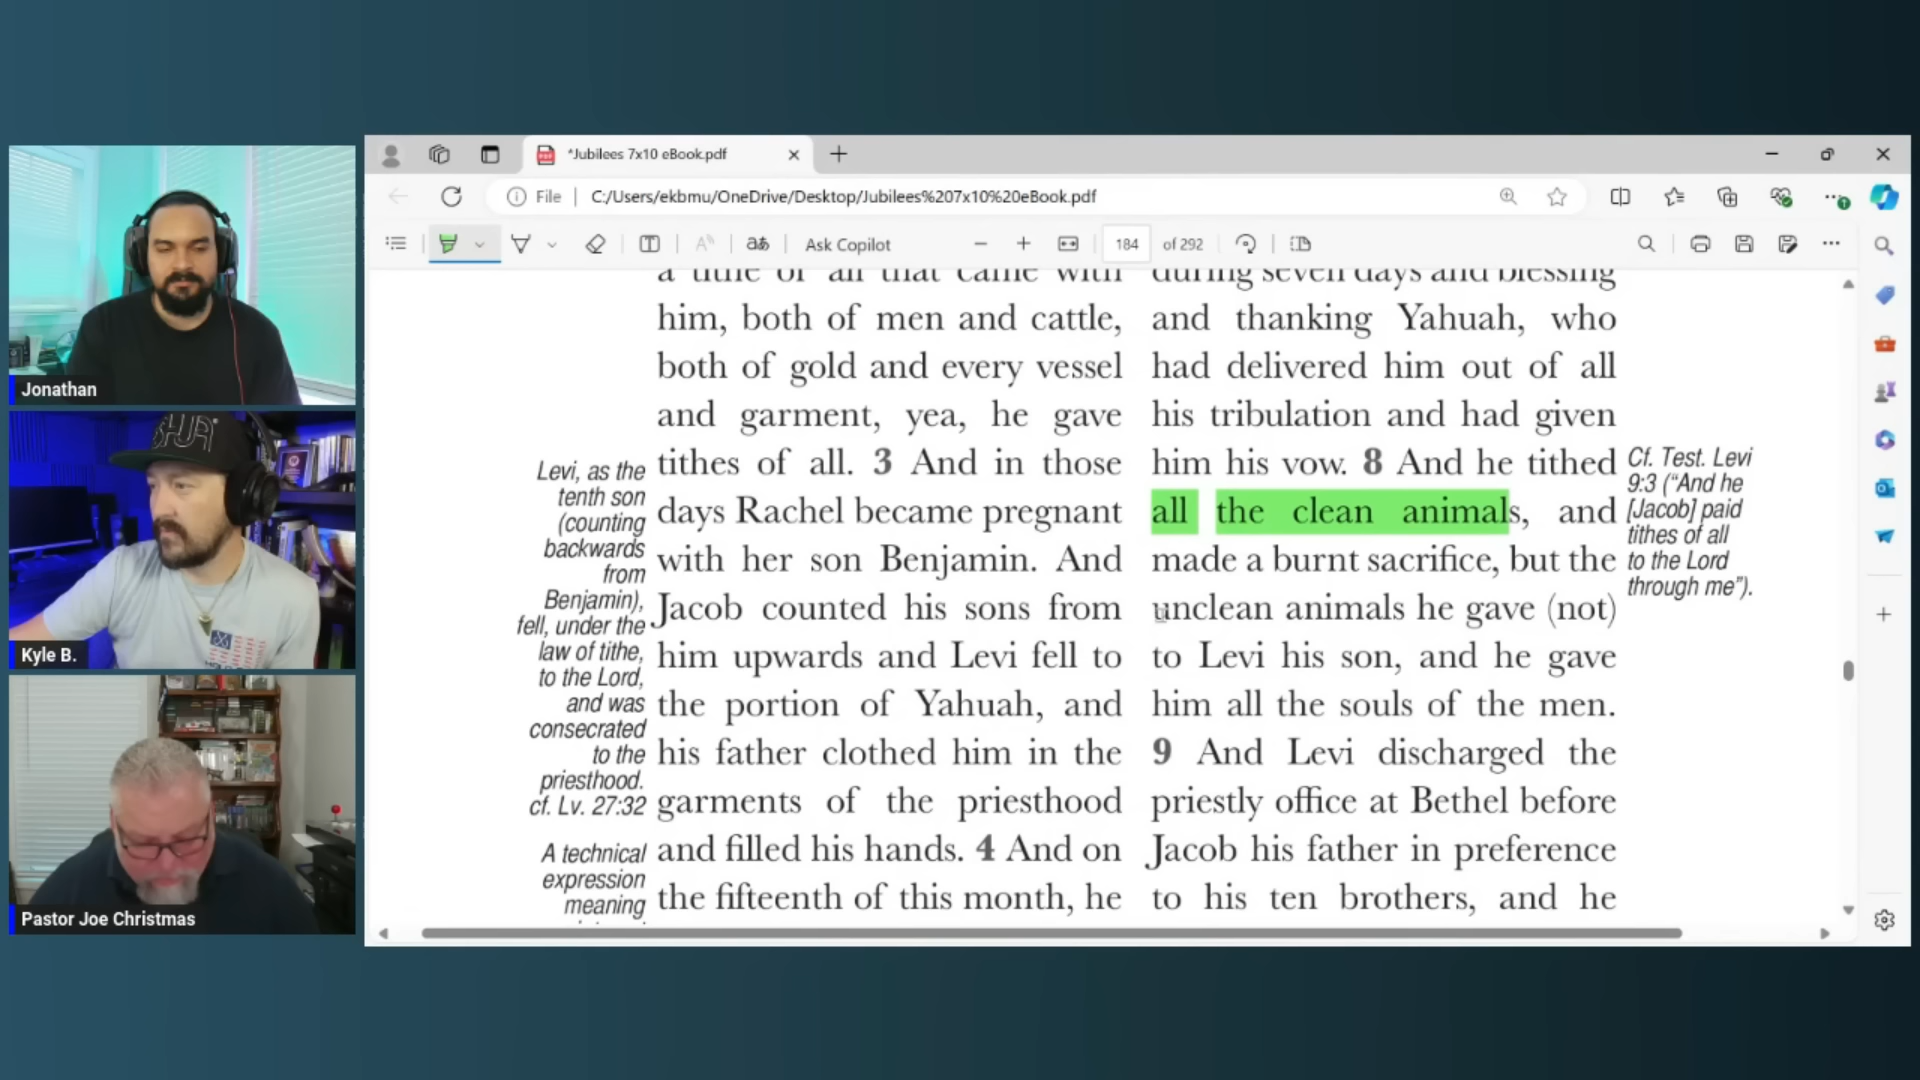 *Jubilees 7x10 eBook.pdf
File
C:/Users/ekbmu/OneDrive/Desktop/Jubilees%207x10%20eBook.pdf
Ask Copilot
184
of 292
Jonathan
Kyle B.
Pastor Joe Christmas
Levi, as the
tenth son
(counting
backwards
from
Benjamin),
fell, under the
law of tithe,
to the Lord,
and was
consecrated
to the
priesthood.
cf. Lv. 27:32
A technical
expression
meaning
a tithe of all that came with
him, both of men and cattle,
both of gold and every vessel
and garment, yea, he gave
tithes of all. 3 And in those
days Rachel became pregnant
with her son Benjamin. And
Jacob counted his sons from
him upwards and Levi fell to
the portion of Yahuah, and
his father clothed him in the
garments of the priesthood
and filled his hands. 4 And on
the fifteenth of this month, he
during seven days and blessing
and thanking Yahuah, who
had delivered him out of all
his tribulation and had given
him his vow. 8 And he tithed
all the clean animals, and
made a burnt sacrifice, but the
unclean animals he gave (not)
to Levi his son, and he gave
him all the souls of the men.
9 And Levi discharged the
priestly office at Bethel before
Jacob his father in preference
to his ten brothers, and he
Cf. Test. Levi
9:3 ("And he
[Jacob] paid
tithes of all
to the Lord
through me").